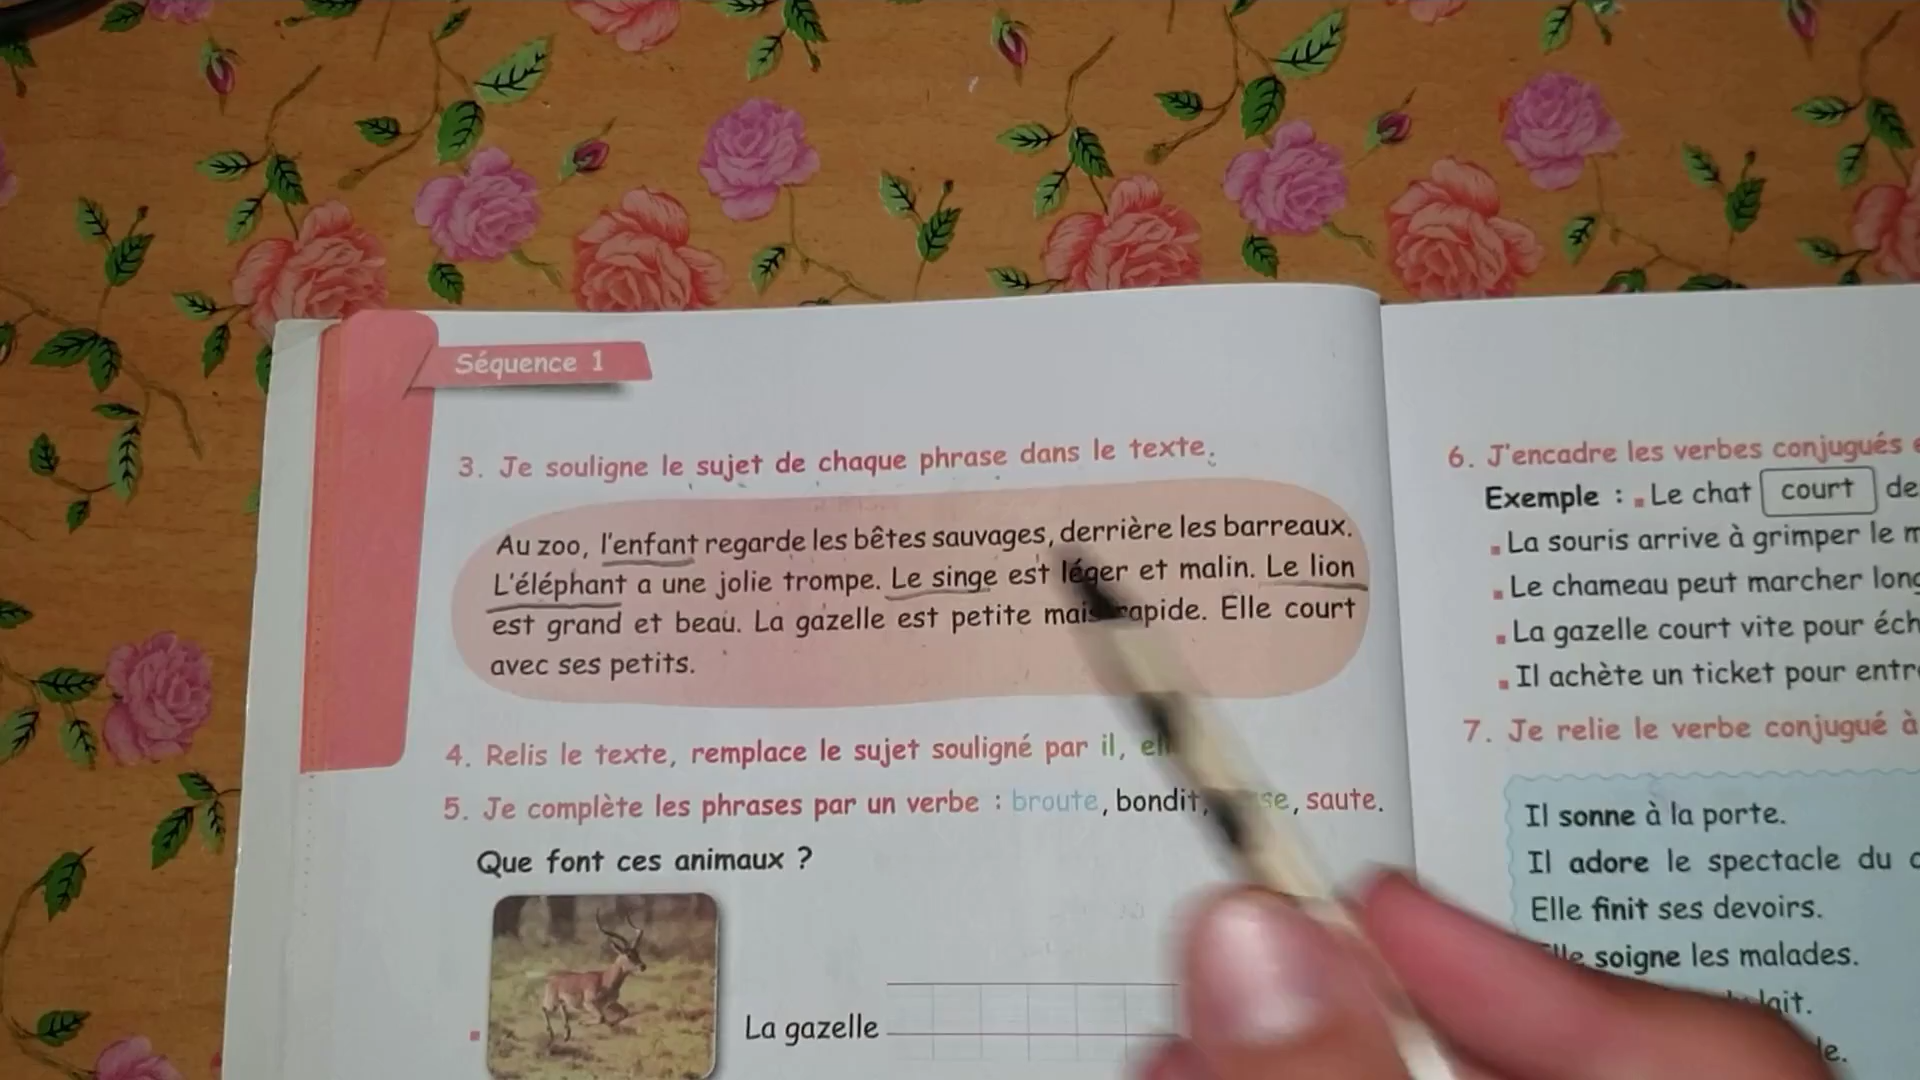 Séquence 1
3. Je souligne le sujet de chaque phrase dans le texte.
Au zoo, l'enfant regarde les bêtes sauvages, derrière les barreaux.
L'éléphant a une jolie trompe. Le singe est léger et malin. Le lion
est grand et beau. La gazelle est petite mais rapide. Elle court
avec ses petits.
4. Relis le texte, remplace le sujet souligné par il,
5. Je complète les phrases par un verbe : broute, bondit, saute.
Que font ces animaux ?
La gazelle
6. J'encadre les verbes conjugués
Exemple : Le chat court de
La souris arrive à grimper le
Le chameau peut marcher
La gazelle court vite pour
Il achète un ticket pour
7. Je relie le verbe conjugué à
Il sonne à la porte.
Il adore le spectacle du
Elle finit ses devoirs.
Elle soigne les malades.
lait.